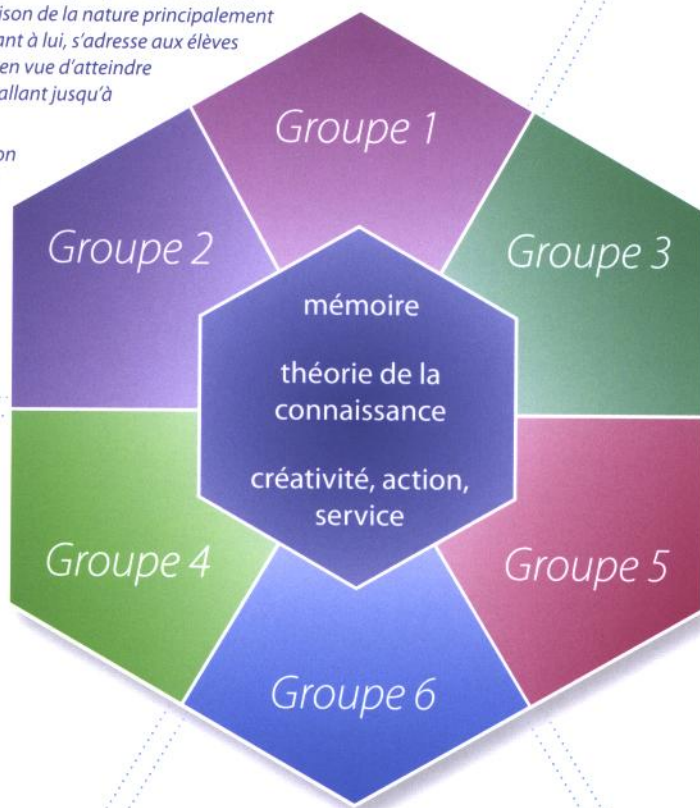 ison de la nature principalement
ant à lui, s'adresse aux élèves
en vue d'atteindre
allant jusqu'à
on
Groupe 1
Groupe 2
Groupe 3
mémoire
théorie de la
connaissance
créativité, action,
service
Groupe 4
Groupe 5
Groupe 6